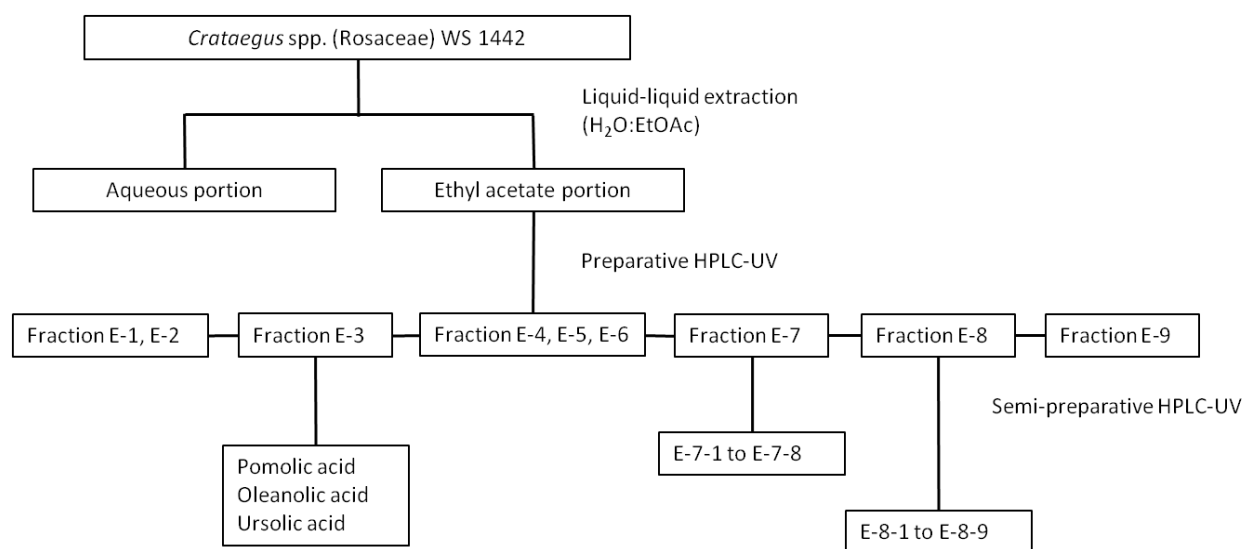 Crataegus spp. (Rosaceae) WS 1442
Liquid-liquid extraction
(H₂O:EtOAc)
Aqueous portion
Ethyl acetate portion
Preparative HPLC-UV
Fraction E-1, E-2
Fraction E-3
Fraction E-4, E-5, E-6
Fraction E-7
Fraction E-8
Fraction E-9
Semi-preparative HPLC-UV
E-7-1 to E-7-8
Pomolic acid
Oleanolic acid
Ursolic acid
E-8-1 to E-8-9